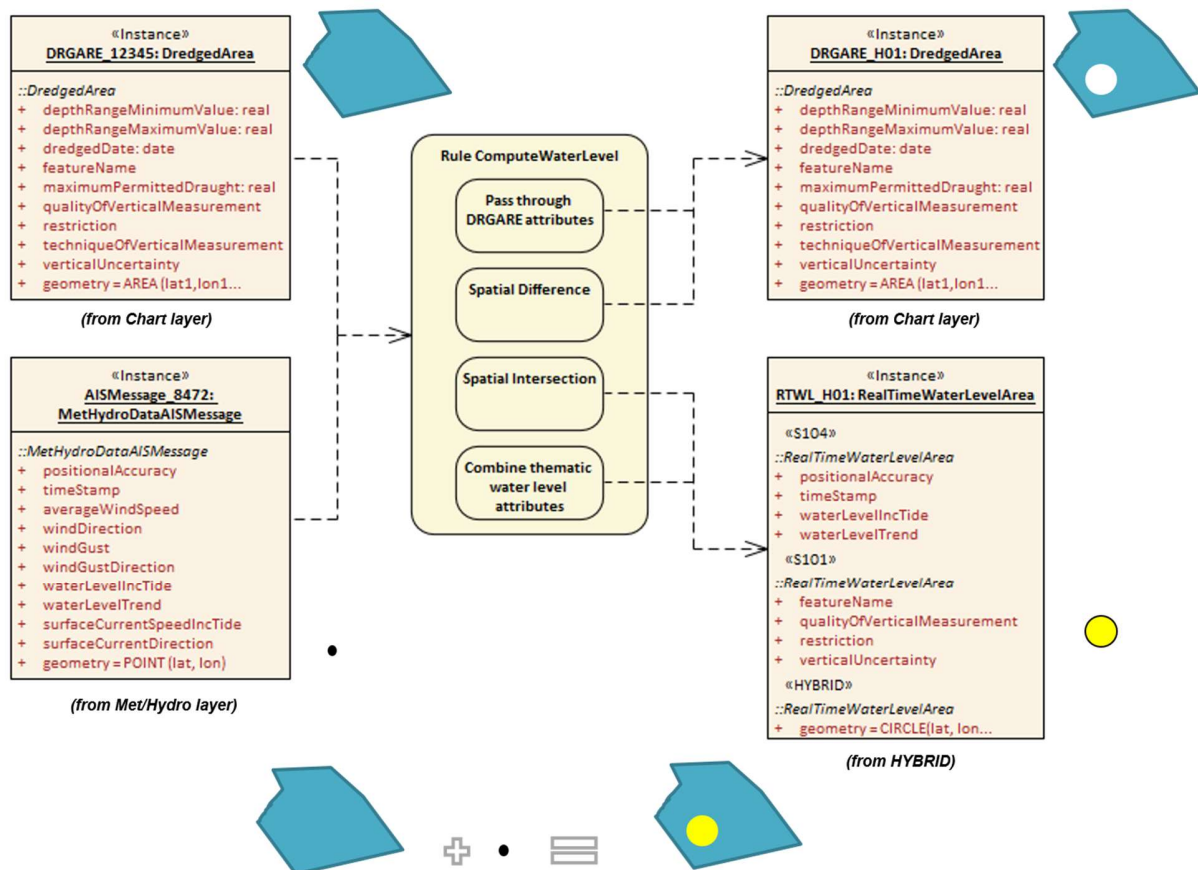 «Instance»
DRGARE_12345: DredgedArea
::DredgedArea
+ depthRangeMinimumValue: real
+ depthRangeMaximumValue: real
+ dredgedDate: date
+ featureName
+ maximumPermittedDraught: real
+ qualityOfVerticalMeasurement
+ restriction
+ techniqueOfVerticalMeasurement
+ verticalUncertainty
+ geometry = AREA (lat1,lon1...
(from Chart layer)
«Instance»
AISMessage_8472:
MetHydroDataAISMessage
::MetHydroDataAISMessage
+ positionalAccuracy
+ timeStamp
+ averageWindSpeed
+ windDirection
+ windGust
+ windGustDirection
+ waterLevelIncTide
+ waterLevelTrend
+ surfaceCurrentSpeedIncTide
+ surfaceCurrentDirection
+ geometry = POINT (lat, lon)
(from Met/Hydro layer)
Rule ComputeWaterLevel
Pass through
DRGARE attributes
Spatial Difference
Spatial Intersection
Combine thematic
water level
attributes
«Instance»
DRGARE_H01: DredgedArea
::DredgedArea
+ depthRangeMinimumValue: real
+ depthRangeMaximumValue: real
+ dredgedDate: date
+ featureName
+ maximumPermittedDraught: real
+ qualityOfVerticalMeasurement
+ restriction
+ techniqueOfVerticalMeasurement
+ verticalUncertainty
+ geometry = AREA (lat1,lon1...
(from Chart layer)
«Instance»
RTWL_H01: RealTimeWaterLevelArea
«S104»
::RealTimeWaterLevelArea
+ positionalAccuracy
+ timeStamp
+ waterLevelIncTide
+ waterLevelTrend
«S101»
::RealTimeWaterLevelArea
+ featureName
+ qualityOfVerticalMeasurement
+ restriction
+ verticalUncertainty
«HYBRID»
::RealTimeWaterLevelArea
+ geometry = CIRCLE(lat, lon...
(from HYBRID)